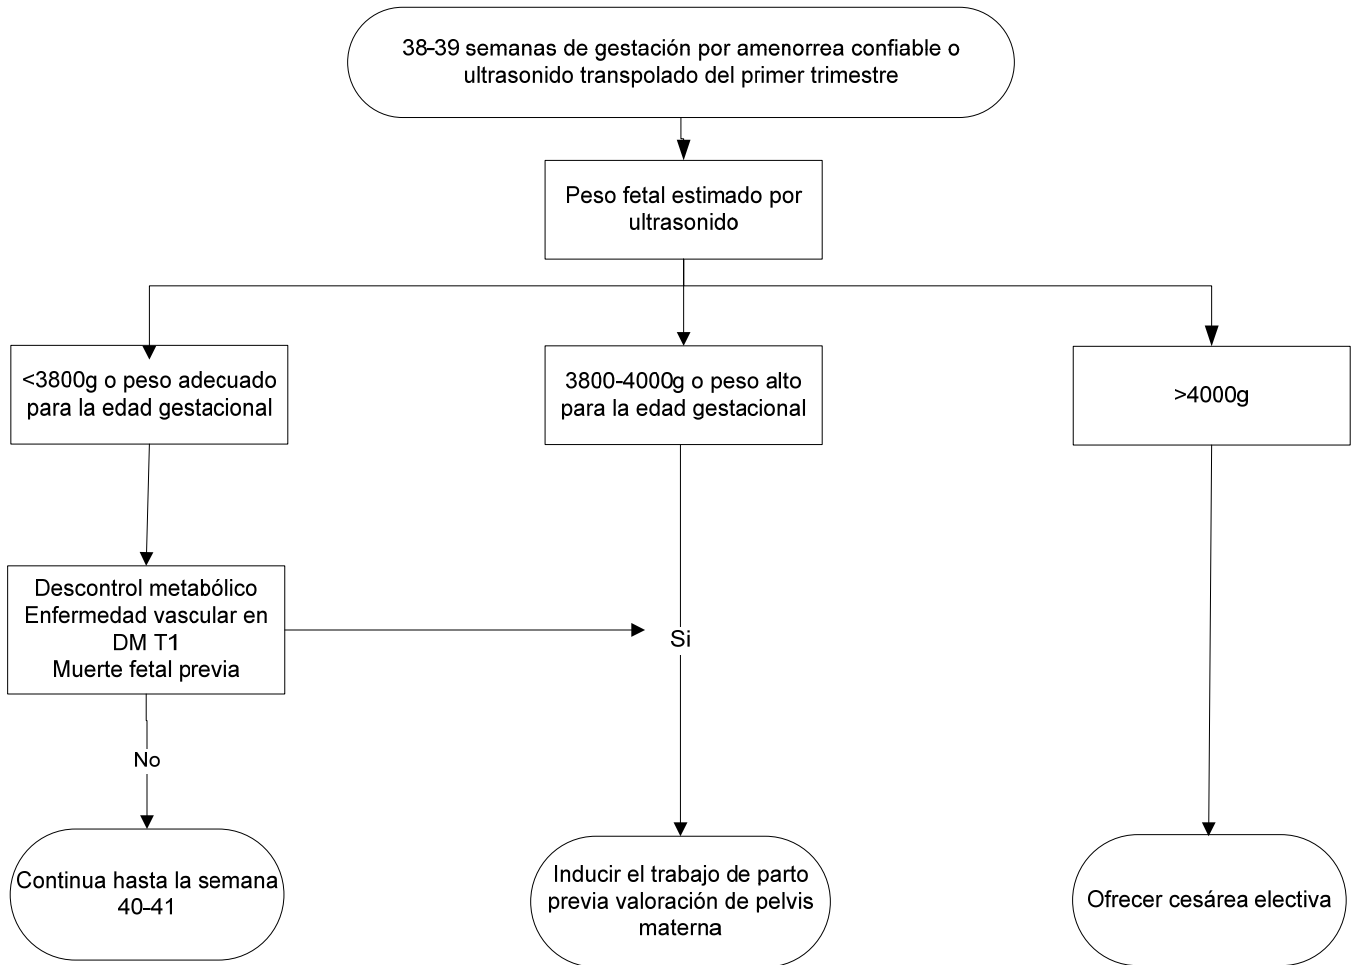 38-39 semanas de gestación por amenorrea confiable o
ultrasonido transpolado del primer trimestre
Peso fetal estimado por
ultrasonido
<3800g o peso adecuado
para la edad gestacional
3800-4000g o peso alto
para la edad gestacional
>4000g
Descontrol metabólico
Enfermedad vascular en
DM T1
Muerte fetal previa
Si
No
Continua hasta la semana
40-41
Inducir el trabajo de parto
previa valoración de pelvis
materna
Ofrecer cesárea electiva